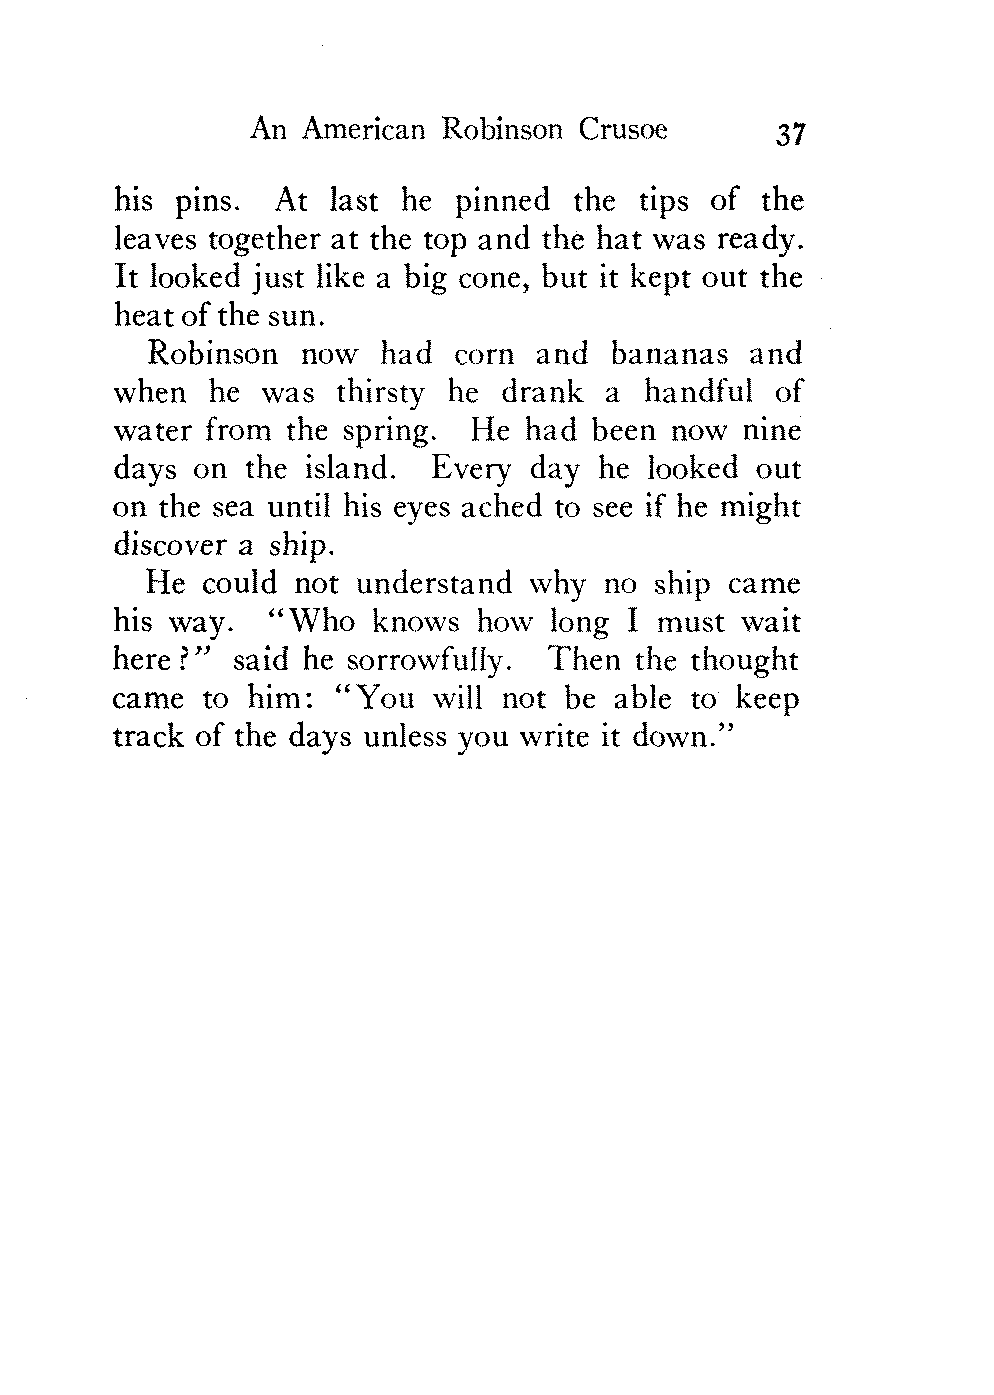 An American Robinson Crusoe 37
his pins. At last he pinned the tips of the
leaves together at the top and the hat was ready.
It looked just like a big cone, but it kept out the
heat of the sun.
Robinson now had corn and bananas and
when he was thirsty he drank a handful of
water from the spring. He had been now nine
days on the island. Every day he looked out
on the sea until his eyes ached to see if he might
discover a ship.
He could not understand why no ship came
his way. "Who knows how long I must wait
here?" said he sorrowfully. Then the thought
came to him: "You will not be able to keep
track of the days unless you write it down."